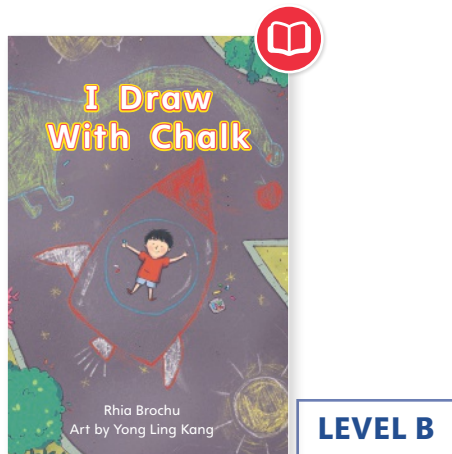 I Draw
With Chalk
Rhia Brochu
Art by Yong Ling Kang
LEVEL B